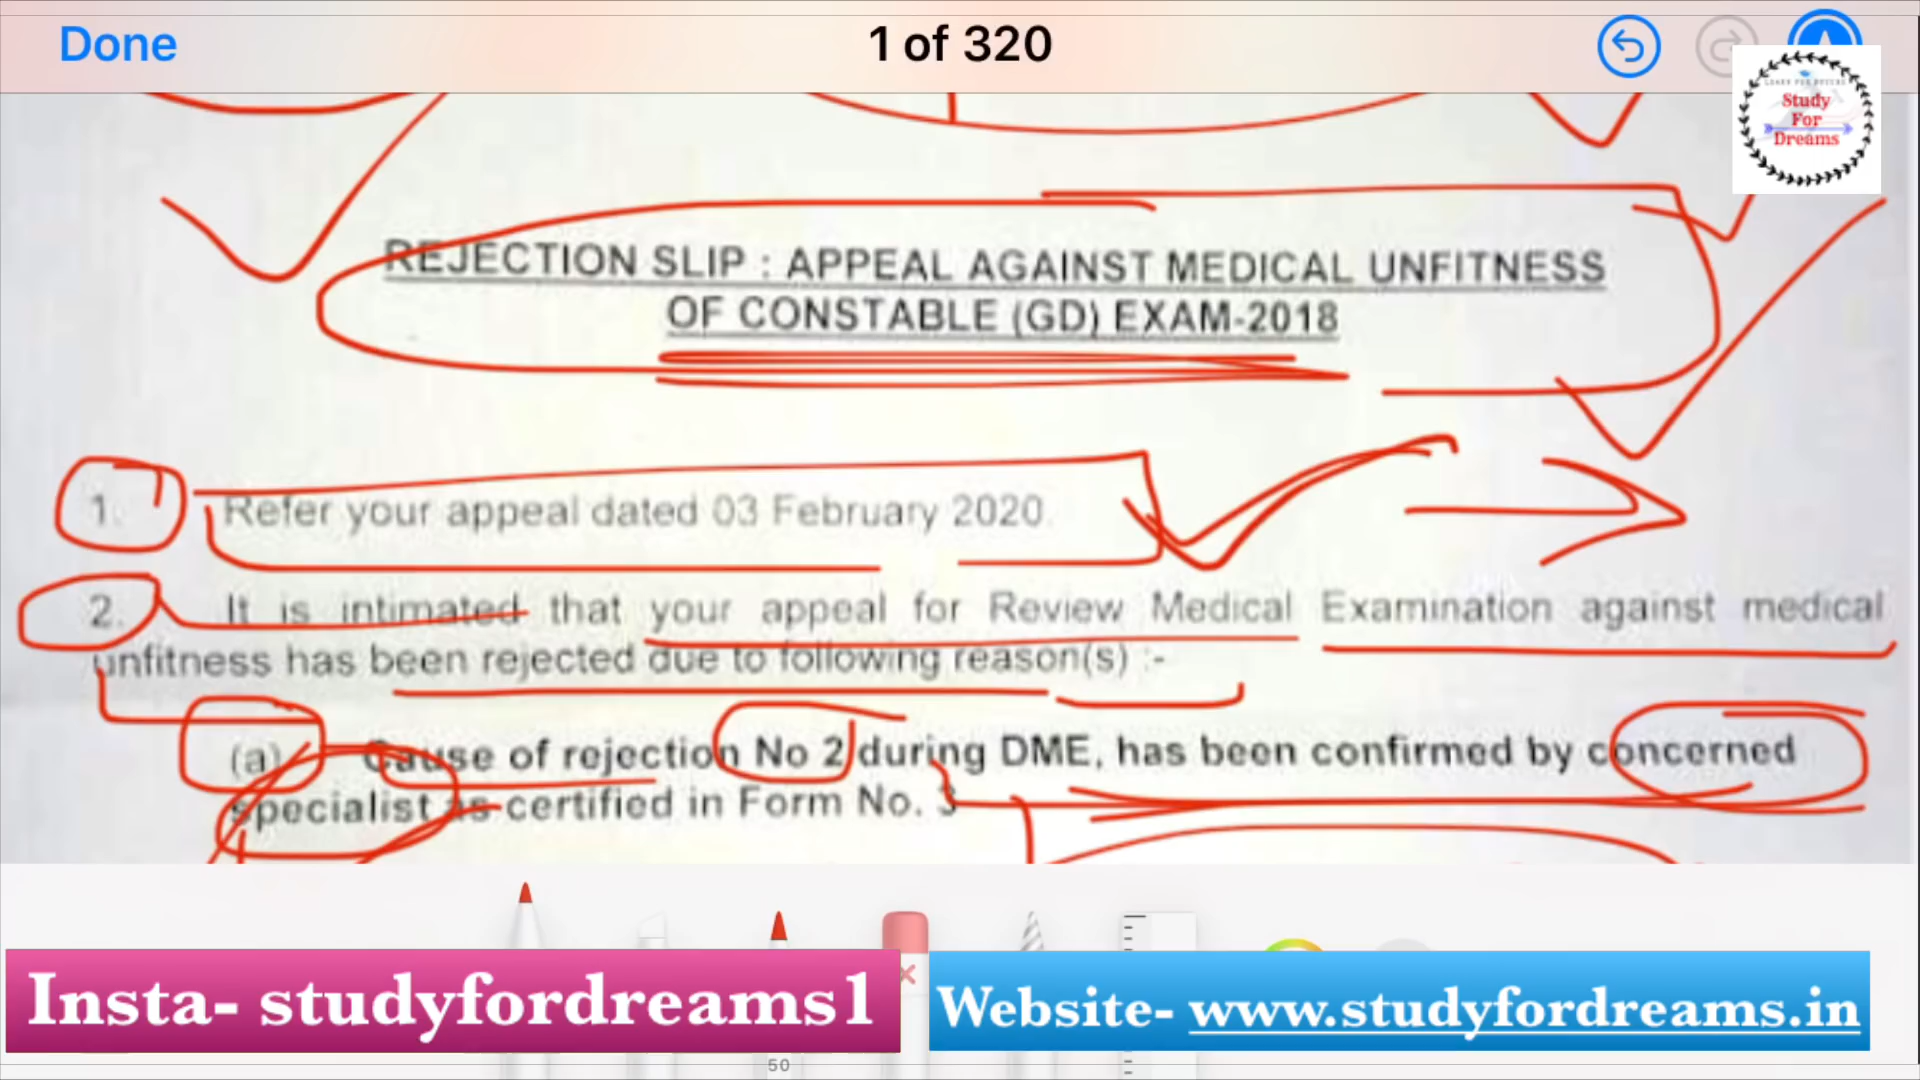 Done
1 of 320
Study
For
Dreams
REJECTION SLIP : APPEAL AGAINST MEDICAL UNFITNESS
OF CONSTABLE (GD) EXAM-2018
1. Refer your appeal dated 03 February 2020
2. It is intimated that your appeal for Review Medical Examination against medical
unfitness has been rejected due to following reason(s) :-
(a) Cause of rejection No 2 during DME, has been confirmed by concerned
specialist as certified in Form No. 3
Insta- studyfordreams1
Website- www.studyfordreams.in
50